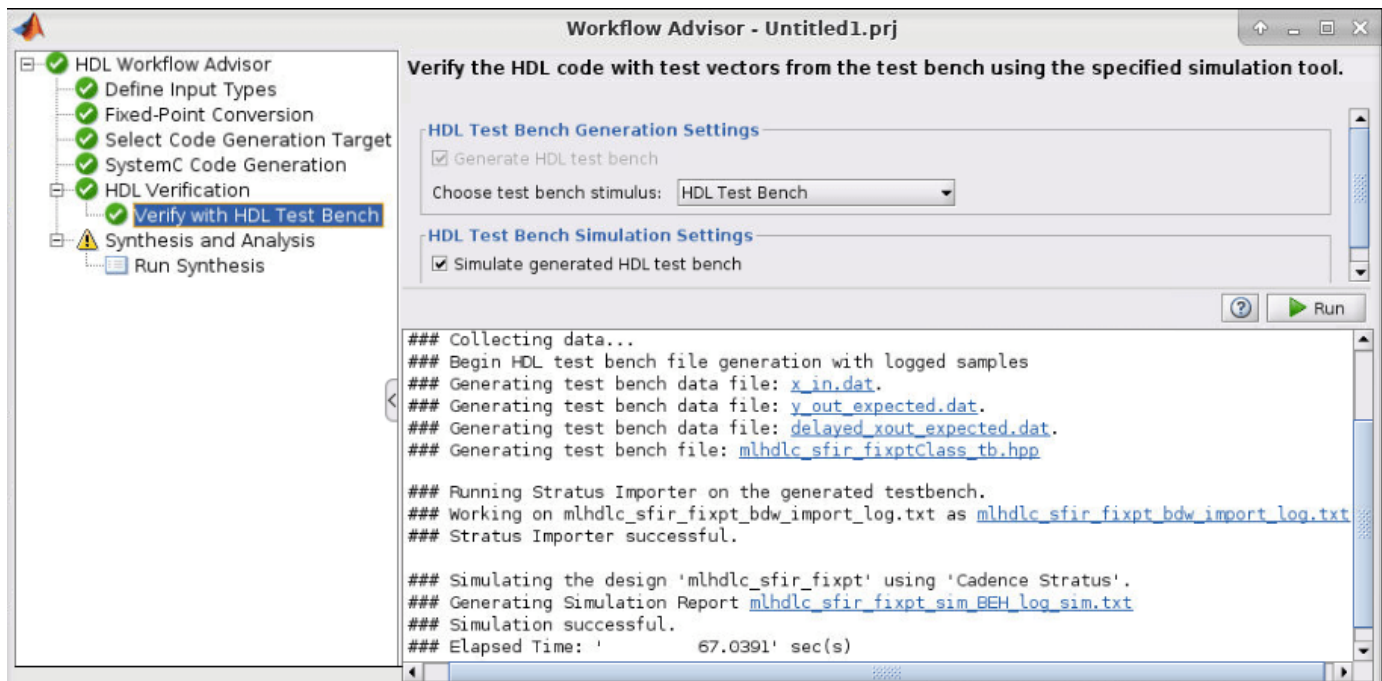 Workflow Advisor - Untitled1.prj
HDL Workflow Advisor
Define Input Types
Fixed-Point Conversion
Select Code Generation Target
SystemC Code Generation
HDL Verification
Verify with HDL Test Bench
Synthesis and Analysis
Run Synthesis
Verify the HDL code with test vectors from the test bench using the specified simulation tool.
HDL Test Bench Generation Settings
Generate HDL test bench
Choose test bench stimulus: HDL Test Bench
HDL Test Bench Simulation Settings
Simulate generated HDL test bench
? Run
### Collecting data...
### Begin HDL test bench file generation with logged samples
### Generating test bench data file: x_in.dat.
### Generating test bench data file: y_out_expected.dat.
### Generating test bench data file: delayed_xout_expected.dat.
### Generating test bench file: mlhdlc_sfir_fixptClass_tb.hpp
### Running Stratus Importer on the generated testbench.
### Working on mlhdlc_sfir_fixpt_bdw_import_log.txt as mlhdlc_sfir_fixpt_bdw_import_log.txt
### Stratus Importer successful.
### Simulating the design 'mlhdlc_sfir_fixpt' using 'Cadence Stratus'.
### Generating Simulation Report mlhdlc_sfir_fixpt_sim_BEH_log_sim.txt
### Simulation successful.
### Elapsed Time: '         67.0391' sec(s)